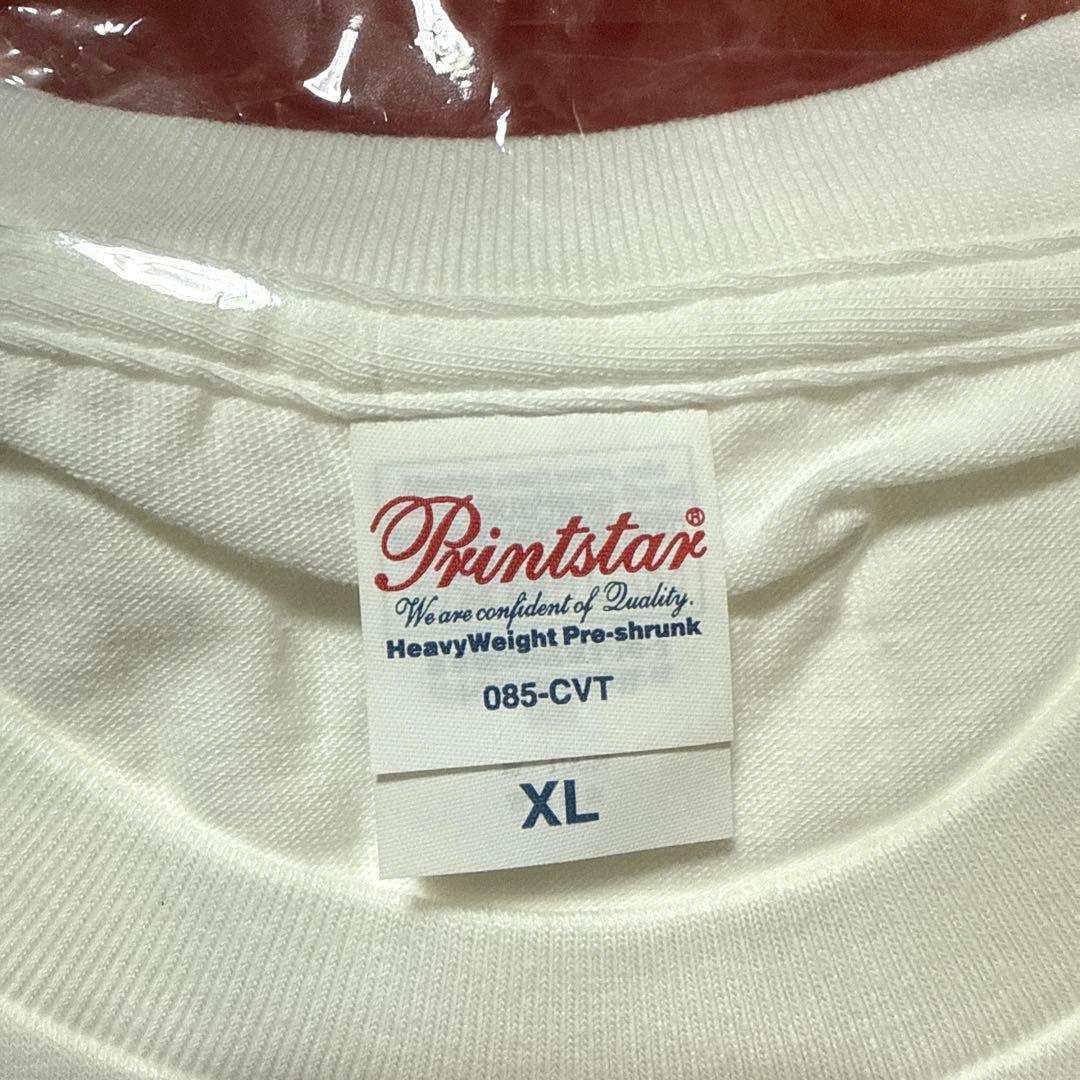 Printstar®
We are confident of Quality.
HeavyWeight Pre-shrunk
085-CVT
XL